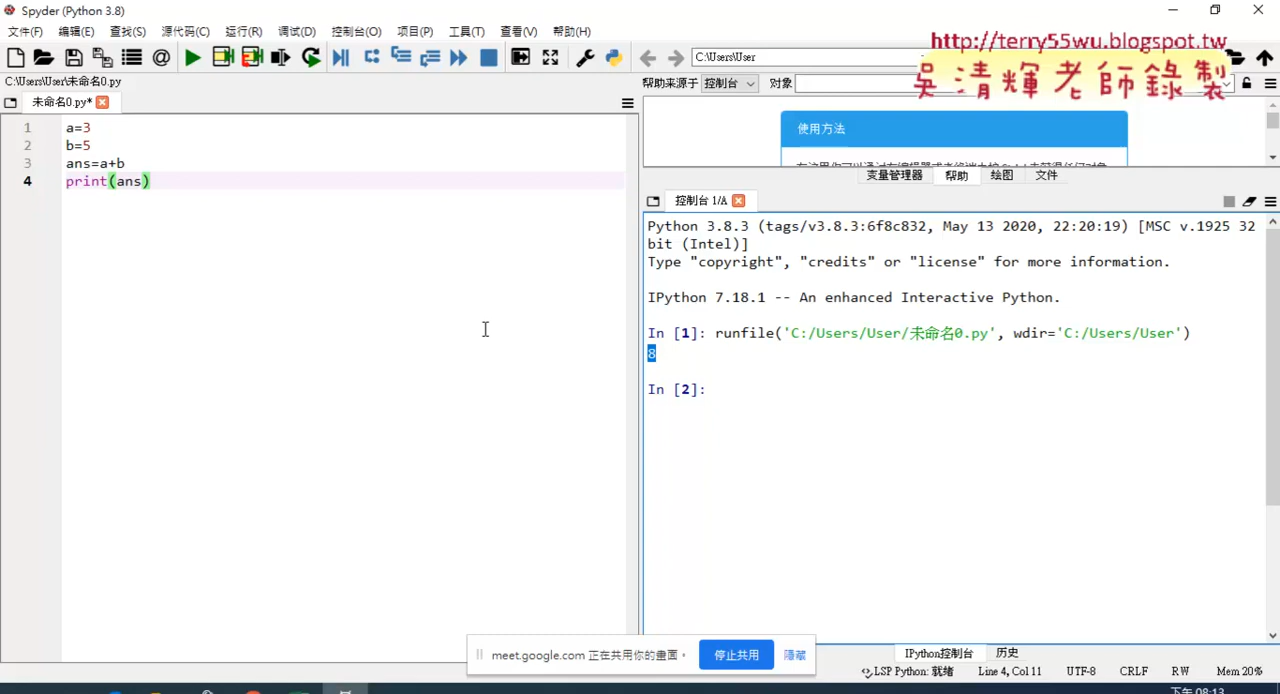 Spyder (Python 3.8)
文件(F) 编辑(E) 查找(S) 源代码(C) 运行(R) 调试(D) 控制台(O) 项目(P) 工具(T) 查看(V) 帮助(H)
http://terry55wu.blogspot.tw
吳清輝老師錄製
C:\Users\User
C:\Users\User\未命名0.py
帮助来源于 控制台 对象
未命名0.py*
1 a=3
2 b=5
3 ans=a+b
4 print(ans)
使用方法
变量管理器 帮助 绘图 文件
控制台 1/A
Python 3.8.3 (tags/v3.8.3:6f8c832, May 13 2020, 22:20:19) [MSC v.1925 32
bit (Intel)]
Type "copyright", "credits" or "license" for more information.
IPython 7.18.1 -- An enhanced Interactive Python.
In [1]: runfile('C:/Users/User/未命名0.py', wdir='C:/Users/User')
8
In [2]:
meet.google.com 正在共用你的畫面。 停止共用 隱藏
IPython控制台 历史
LSP Python: 就绪 Line 4, Col 11 UTF-8 CRLF RW Mem 20%
下午 08:13